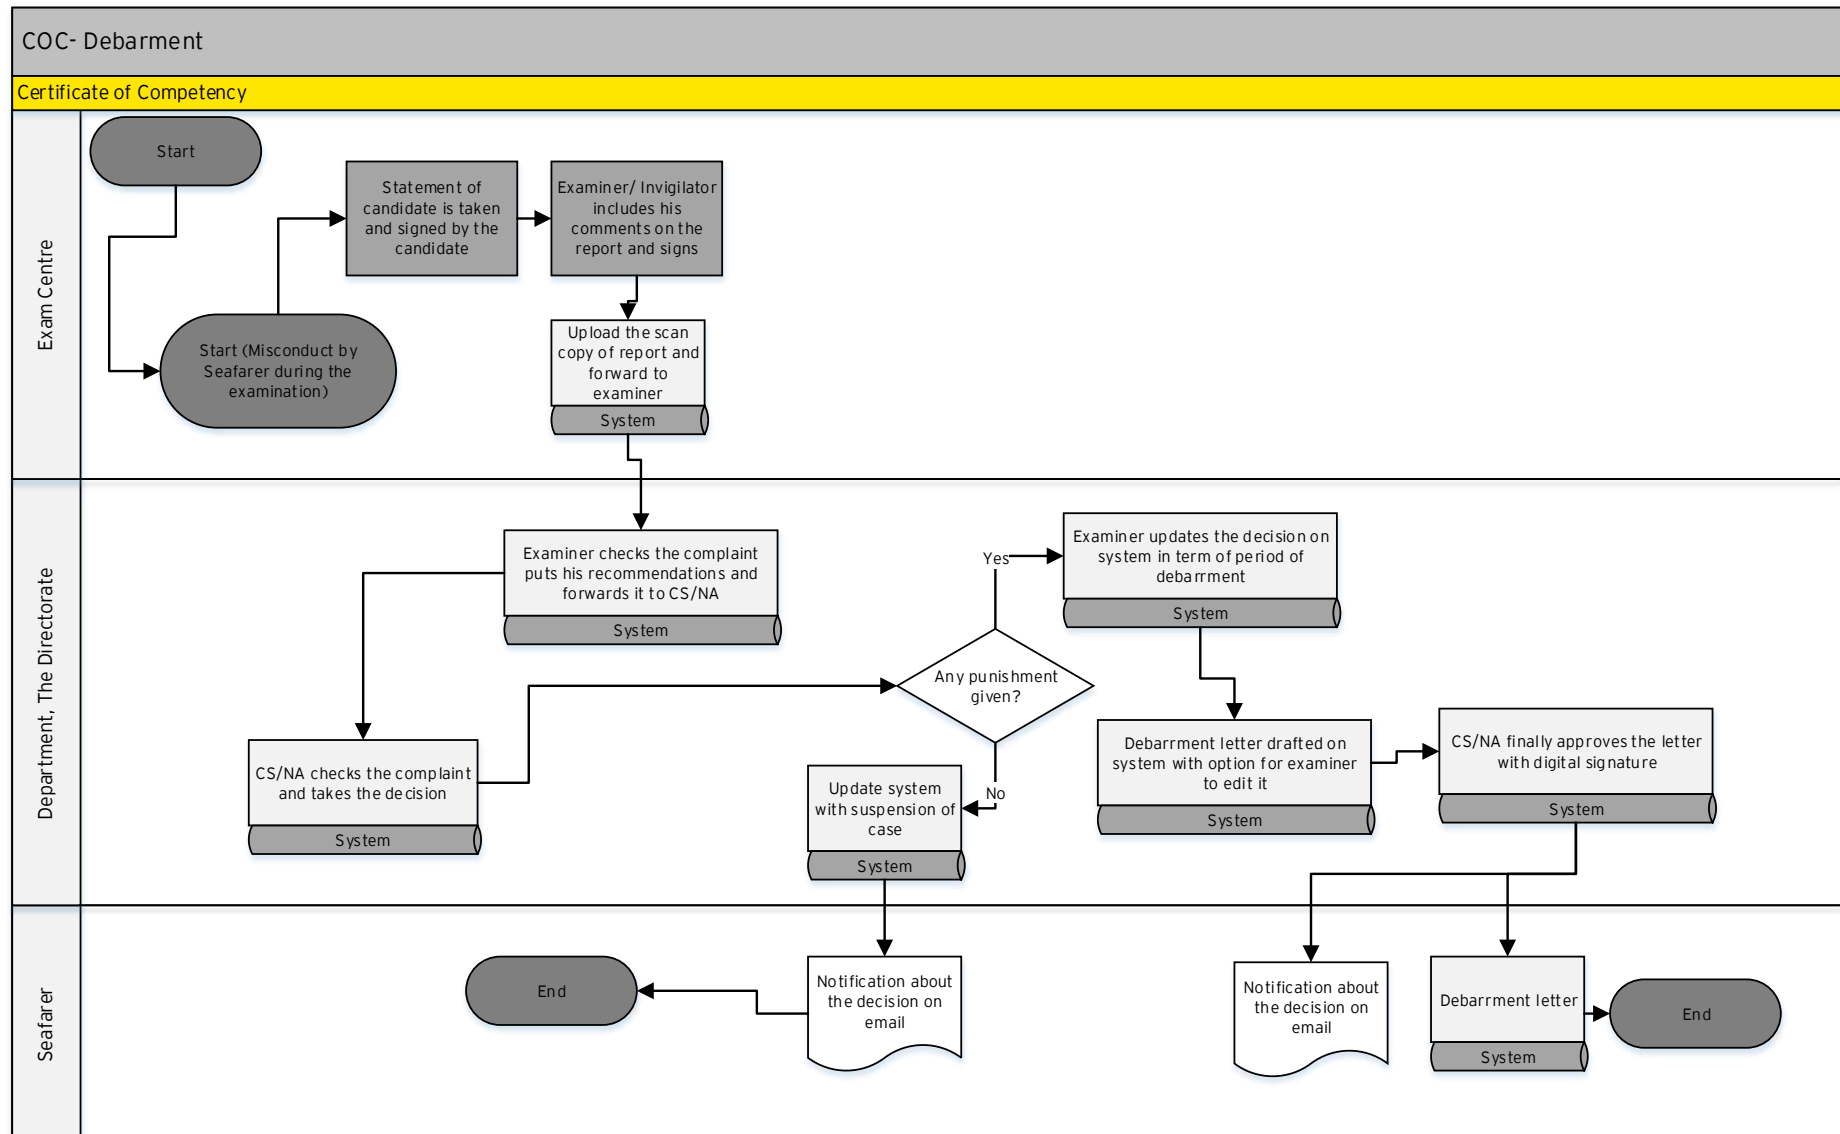 COC- Debarment
Certificate of Competency
Exam Centre
Start
Start (Misconduct by
Seafarer during the
examination)
Statement of
candidate is taken
and signed by the
candidate
Examiner/ Invigilator
includes his
comments on the
report and signs
Upload the scan
copy of report and
forward to
examiner
System
Department, The Directorate
Examiner checks the complaint
puts his recommendations and
forwards it to CS/NA
System
CS/NA checks the complaint
and takes the decision
System
Any punishment
given?
Yes
No
Examiner updates the decision on
system in term of period of
debarrment
System
Debarrment letter drafted on
system with option for examiner
to edit it
System
CS/NA finally approves the letter
with digital signature
System
Update system
with suspension of
case
System
Seafarer
End
Notification about
the decision on
email
Notification about
the decision on
email
Debarrment letter
System
End